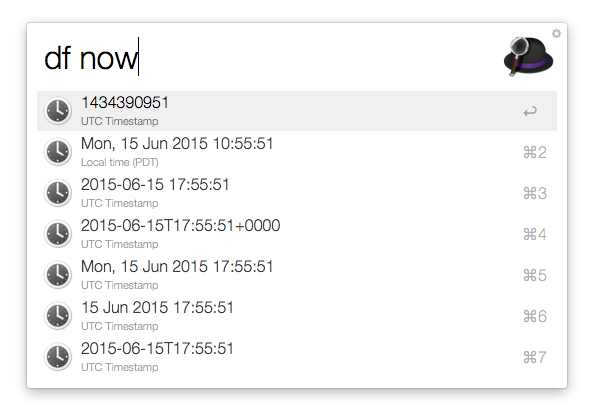 df now
1434390951
UTC Timestamp
Mon, 15 Jun 2015 10:55:51
Local time (PDT)
⌘2
2015-06-15 17:55:51
UTC Timestamp
⌘3
2015-06-15T17:55:51+0000
UTC Timestamp
⌘4
Mon, 15 Jun 2015 17:55:51
UTC Timestamp
⌘5
15 Jun 2015 17:55:51
UTC Timestamp
⌘6
2015-06-15T17:55:51
UTC Timestamp
⌘7